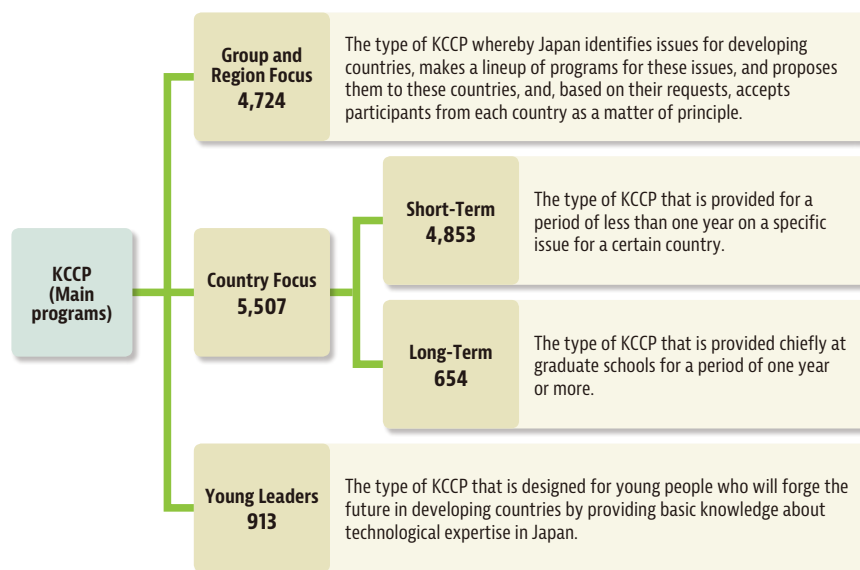 Group and
Region Focus
4,724
The type of KCCP whereby Japan identifies issues for developing
countries, makes a lineup of programs for these issues, and proposes
them to these countries, and, based on their requests, accepts
participants from each country as a matter of principle.
KCCP
(Main
programs)
Country Focus
5,507
Short-Term
4,853
The type of KCCP that is provided for a
period of less than one year on a specific
issue for a certain country.
Long-Term
654
The type of KCCP that is provided chiefly at
graduate schools for a period of one year
or more.
Young Leaders
913
The type of KCCP that is designed for young people who will forge the
future in developing countries by providing basic knowledge about
technological expertise in Japan.